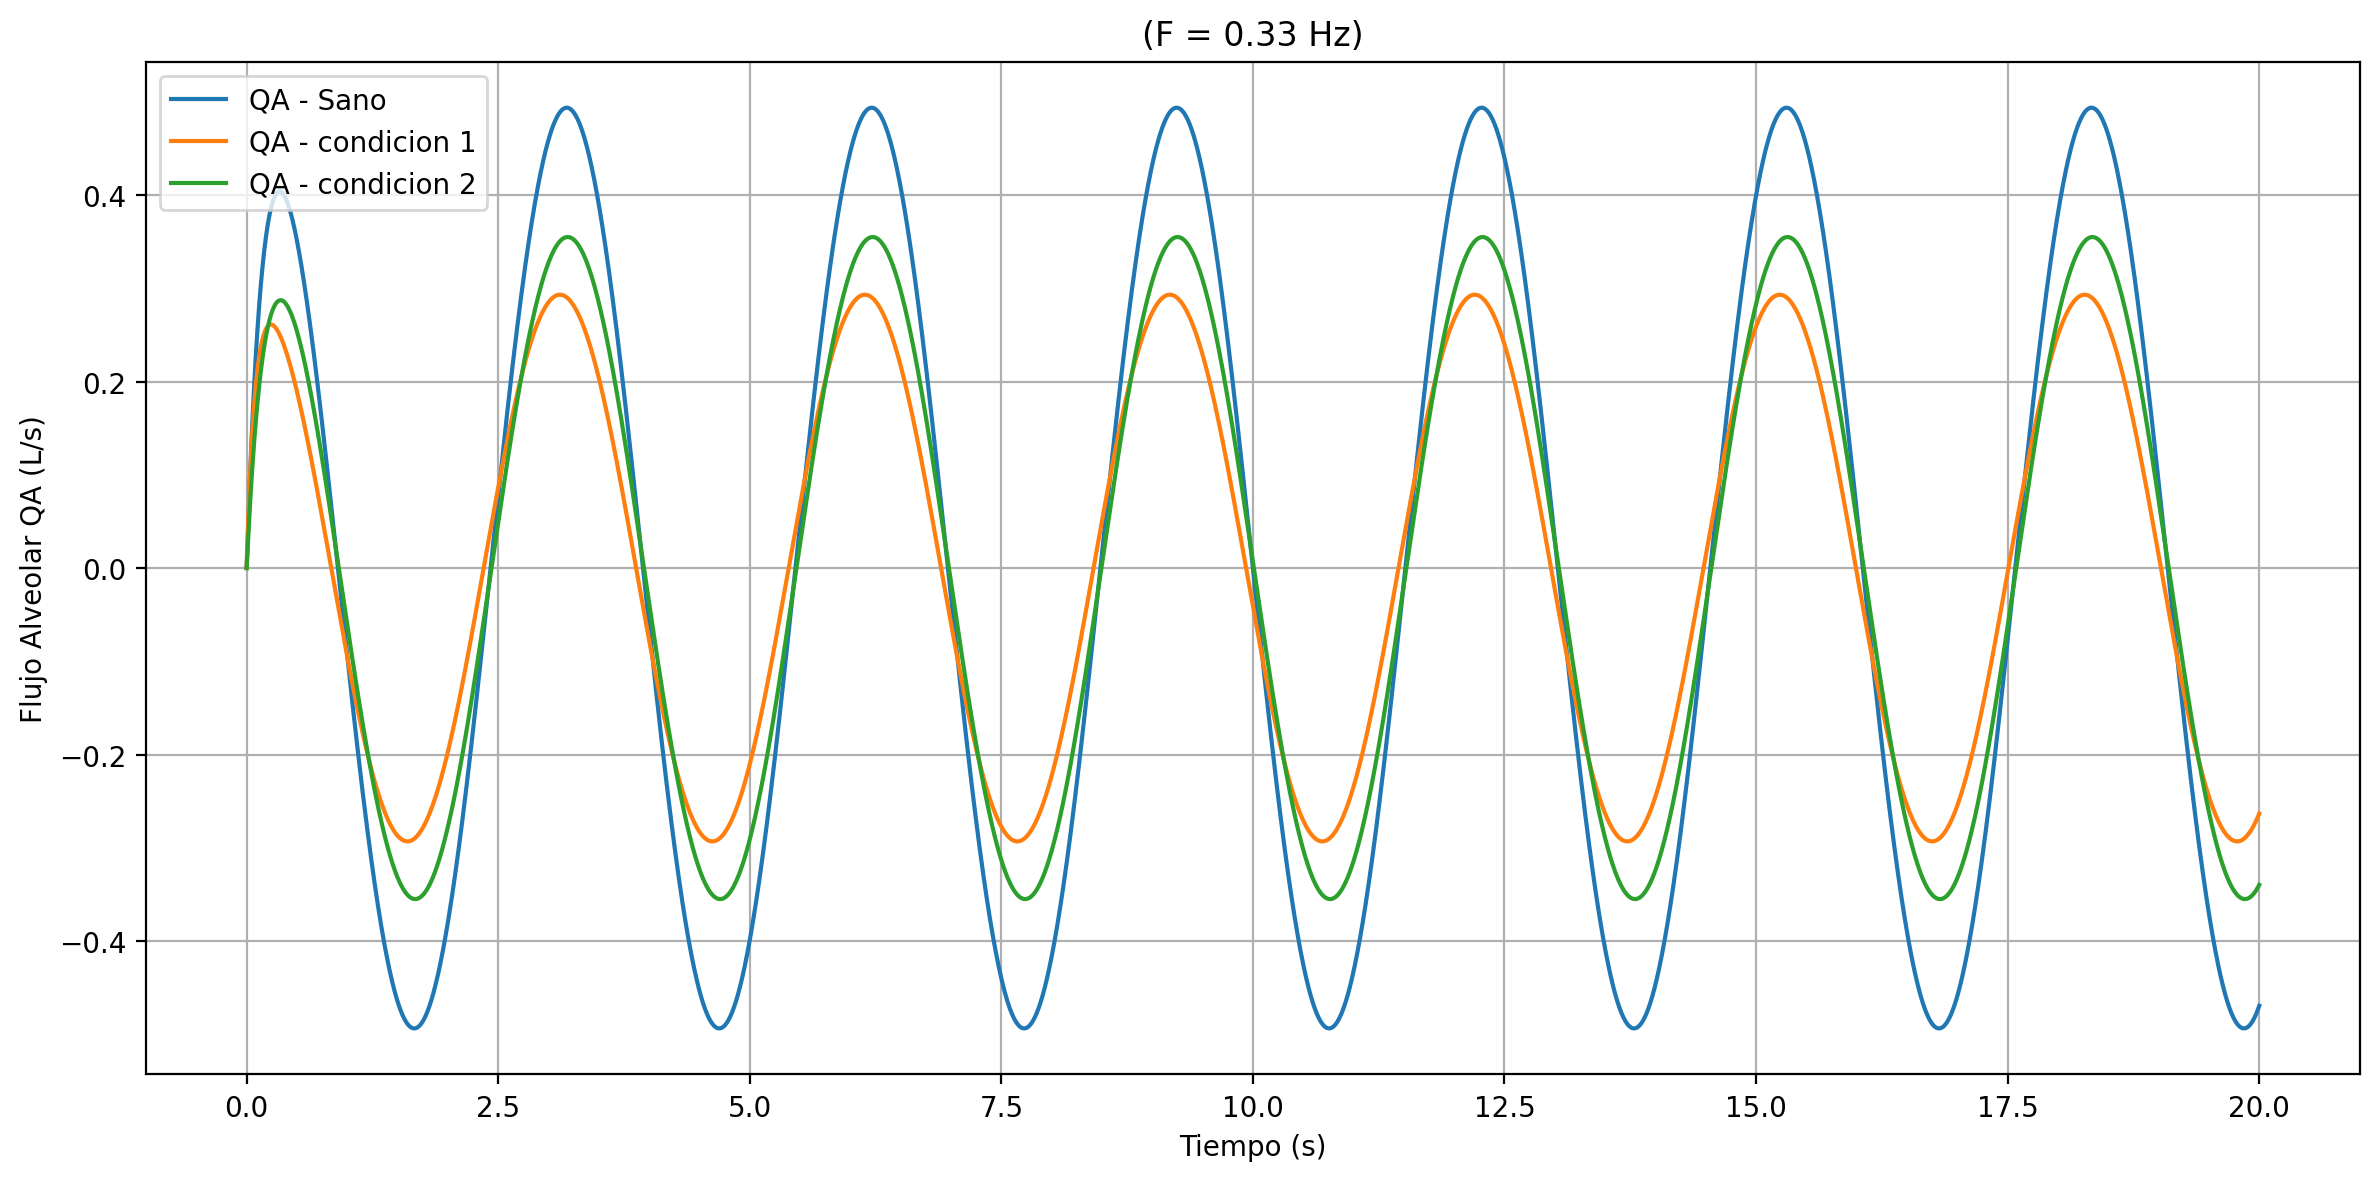 (F = 0.33 Hz)
QA - Sano
QA - condicion 1
QA - condicion 2
Flujo Alveolar QA (L/s)
0.4
0.2
0.0
−0.2
−0.4
0.0 2.5 5.0 7.5 10.0 12.5 15.0 17.5 20.0
Tiempo (s)